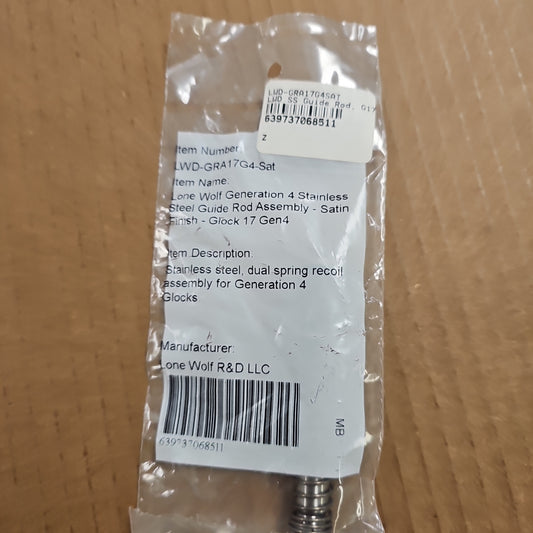 LWD-GRA17G4SAT
LWD SS Guide Rod, G17
639737068511
Z
Item Number:
LWD-GRA17G4-Sat
Item Name:
Lone Wolf Generation 4 Stainless
Steel Guide Rod Assembly - Satin
Finish - Glock 17 Gen4
Item Description:
Stainless steel, dual spring recoil
assembly for Generation 4
Glocks
Manufacturer:
Lone Wolf R&D LLC
639737068511
MB